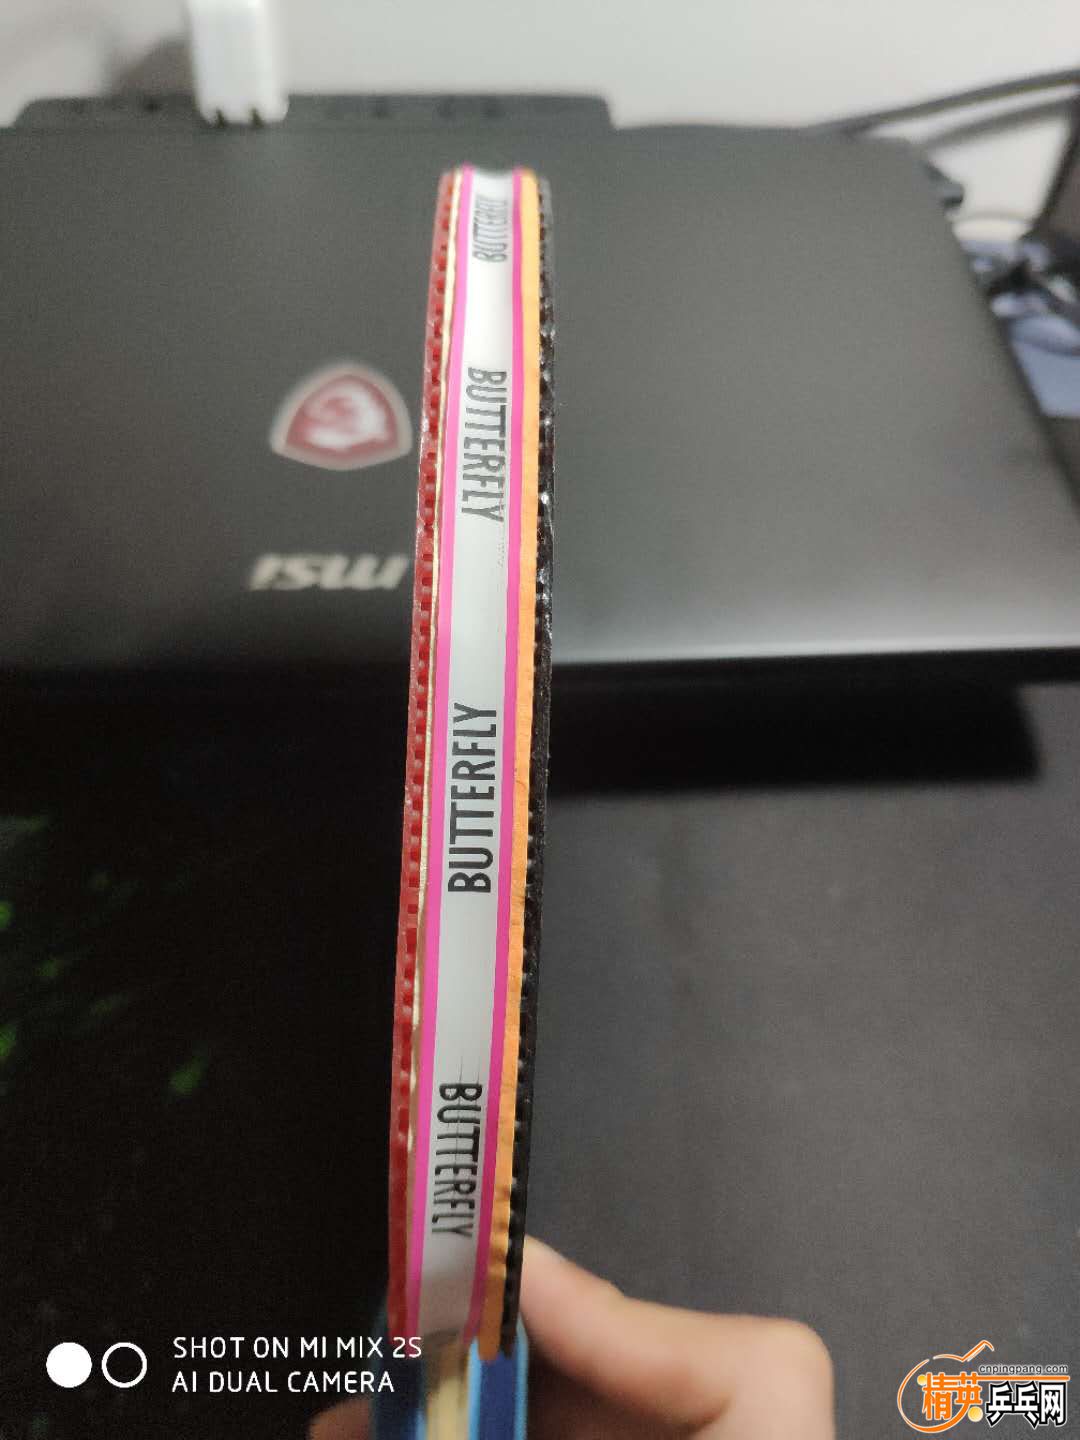 BUTTERFLY
BUTTERFLY
msi
BUTTERFLY
BUTTERFLY
SHOT ON MI MIX 2S
AI DUAL CAMERA
cnpingpang.com
精英乒乓网